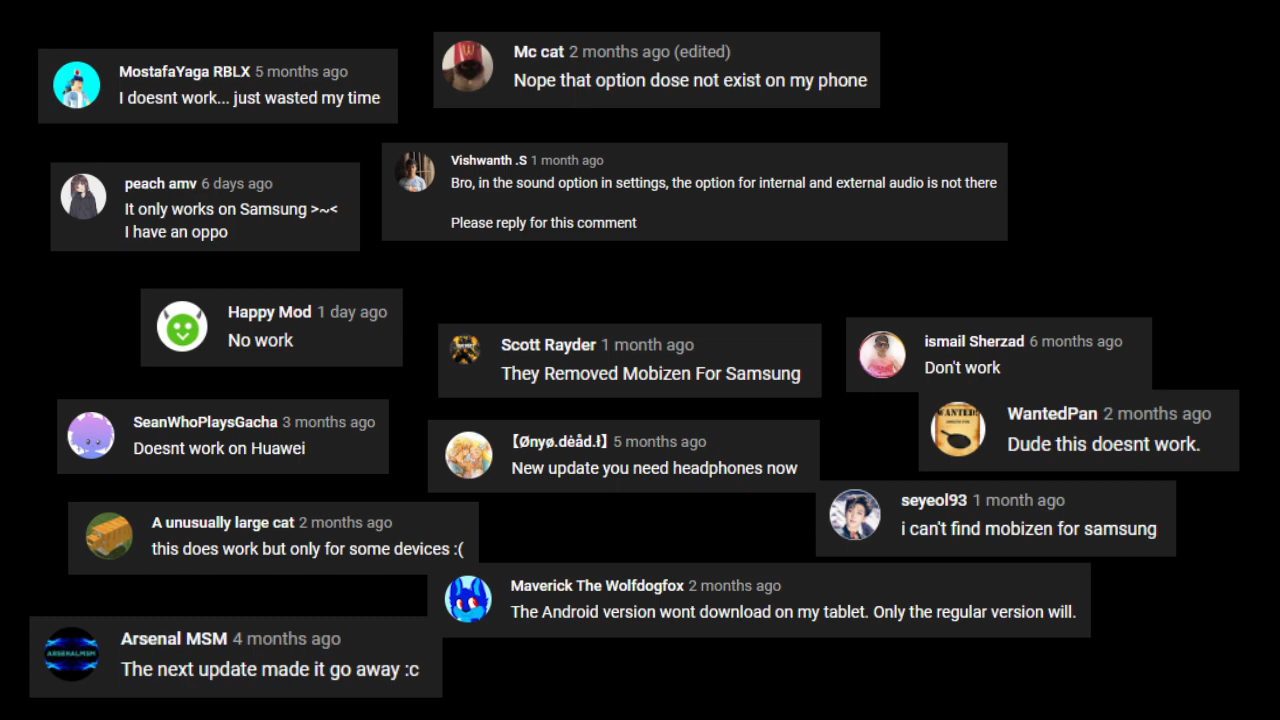 MostafaYaga RBLX 5 months ago
I doesnt work... just wasted my time
Mc cat 2 months ago (edited)
Nope that option dose not exist on my phone
peach amv 6 days ago
It only works on Samsung >~<
I have an oppo
Vishwanth .S 1 month ago
Bro, in the sound option in settings, the option for internal and external audio is not there
Please reply for this comment
Happy Mod 1 day ago
No work
Scott Rayder 1 month ago
They Removed Mobizen For Samsung
ismail Sherzad 6 months ago
Don't work
SeanWhoPlaysGacha 3 months ago
Doesnt work on Huawei
【Ønyø.dėåd.ł】 5 months ago
New update you need headphones now
WANTED
WantedPan 2 months ago
Dude this doesnt work.
A unusually large cat 2 months ago
this does work but only for some devices :(
seyeol93 1 month ago
i can't find mobizen for samsung
Maverick The Wolfdogfox 2 months ago
The Android version wont download on my tablet. Only the regular version will.
ARSENALMSM
Arsenal MSM 4 months ago
The next update made it go away :c